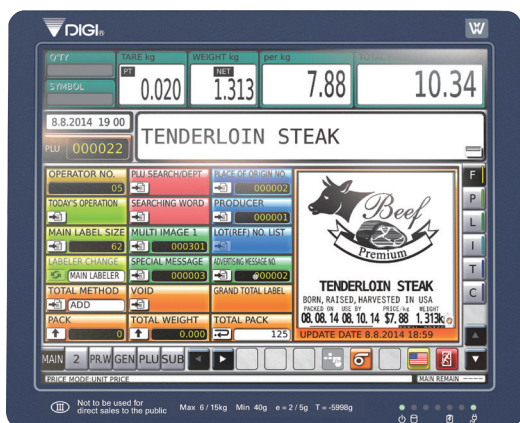 DIGI®
Q'TY
TARE kg
WEIGHT kg
per kg
SYMBOL
PT
0.020
NET
1.313
7.88
10.34
8.8.2014 19 00
TENDERLOIN STEAK
PLU 000022
OPERATOR NO.
05
PLU SEARCH/DEPT
PLACE OF ORIGIN NO.
000002
TODAY'S OPERATION
SEARCHING WORD
PRODUCER
000001
MAIN LABEL SIZE
62
MULTI IMAGE 1
000301
LOT(REF) NO. LIST
LABELER CHANGE
MAIN LABELER
SPECIAL MESSAGE
000003
ADVERTISING MESSAGE NO.
00002
TOTAL METHOD
ADD
VOID
GRAND TOTAL LABEL
PACK
0
TOTAL WEIGHT
0.000
TOTAL PACK
125
Beef
Premium
TENDERLOIN STEAK
BORN, RAISED, HARVESTED IN USA
PACKED ON USE BY PRICE/kg WEIGHT
08. 08. 14 08. 10. 14 $7, 88 1, 313k
UPDATE DATE 8.8.2014 18:59
F
P
L
I
T
C
MAIN 2 PR.W GEN PLU SUB
PRICE MODE:UNIT PRICE
MAIN REMAIN ----
III
Not to be used for
direct sales to the public
Max 6 / 15kg Min 40g e = 2 / 5g T = -5998g